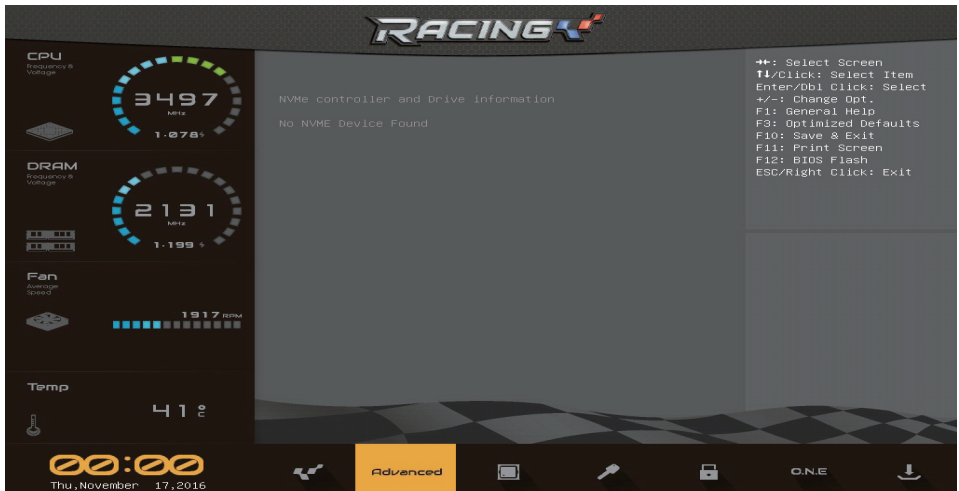 RACING
CPU
Frequency &
Voltage
3497
MHz
1.078v
DRAM
Frequency &
Voltage
2131
MHz
1.199 v
Fan
Average
Speed
1917 RPM
Temp
41 °C
00:00
Thu,November 17,2016
NVMe controller and Drive information
No NVME Device Found
→←: Select Screen
↑↓/Click: Select Item
Enter/Dbl Click: Select
+/-: Change Opt.
F1: General Help
F3: Optimized Defaults
F10: Save & Exit
F11: Print Screen
F12: BIOS Flash
ESC/Right Click: Exit
Advanced
O.N.E